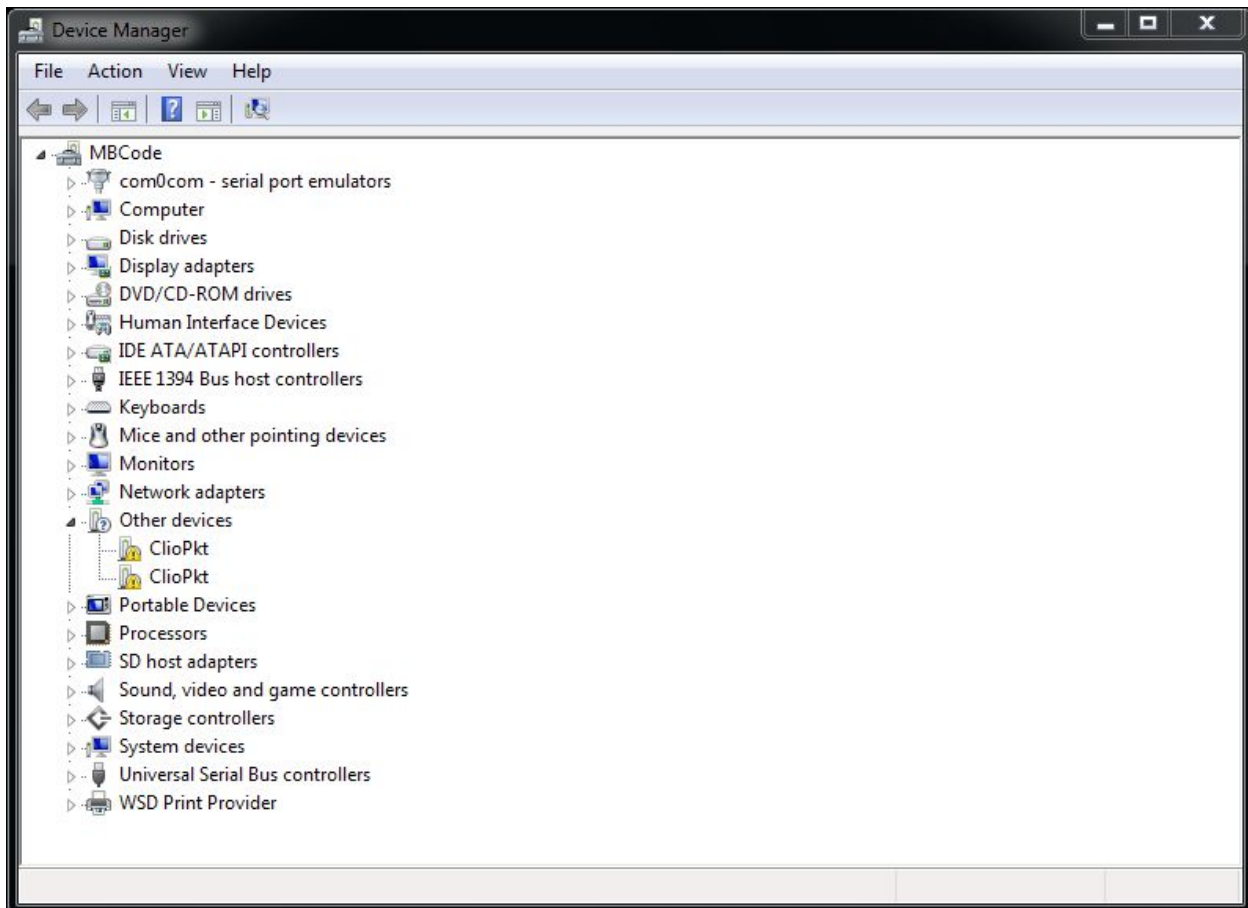 Device Manager
File Action View Help
MBCode
com0com - serial port emulators
Computer
Disk drives
Display adapters
DVD/CD-ROM drives
Human Interface Devices
IDE ATA/ATAPI controllers
IEEE 1394 Bus host controllers
Keyboards
Mice and other pointing devices
Monitors
Network adapters
Other devices
ClioPkt
ClioPkt
Portable Devices
Processors
SD host adapters
Sound, video and game controllers
Storage controllers
System devices
Universal Serial Bus controllers
WSD Print Provider